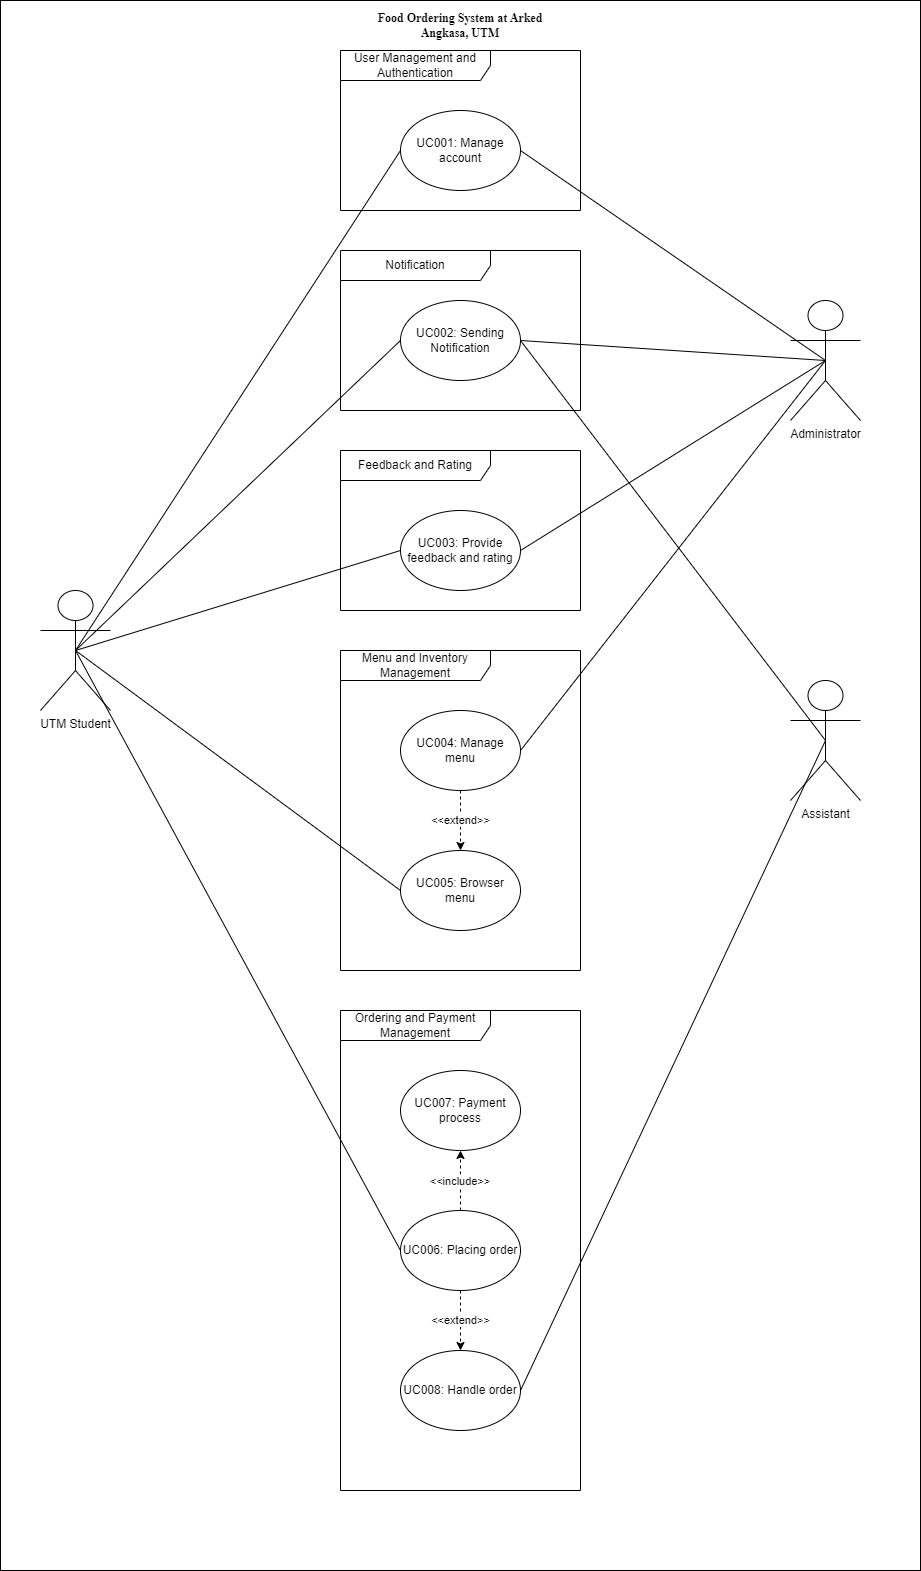 Food Ordering System at Arked
Angkasa, UTM
User Management and
Authentication
UC001: Manage
account
Notification
UC002: Sending
Notification
Administrator
Feedback and Rating
UC003: Provide
feedback and rating
UTM Student
Menu and Inventory
Management
UC004: Manage
menu
<<extend>>
Assistant
UC005: Browser
menu
Ordering and Payment
Management
UC007: Payment
process
<<include>>
UC006: Placing order
<<extend>>
UC008: Handle order